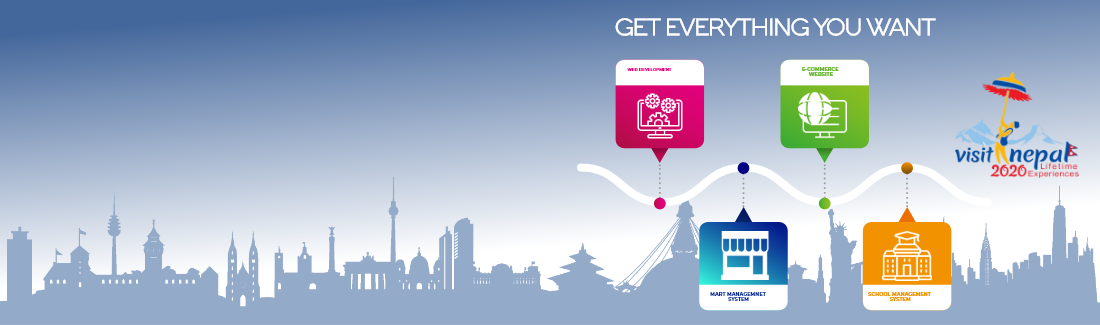 GET EVERYTHING YOU WANT
WEB DEVELOPMENT
E-COMMERCE
WEBSITE
visit nepal
2020 Lifetime
Experiences
MART MANAGEMNET
SYSTEM
SCHOOL MANAGEMENT
SYSTEM